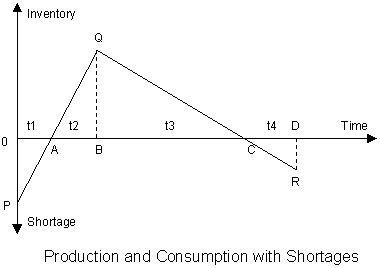 Inventory
Q
t1 t2 t3 t4 D Time
0
A B C
R
P
Shortage
Production and Consumption with Shortages